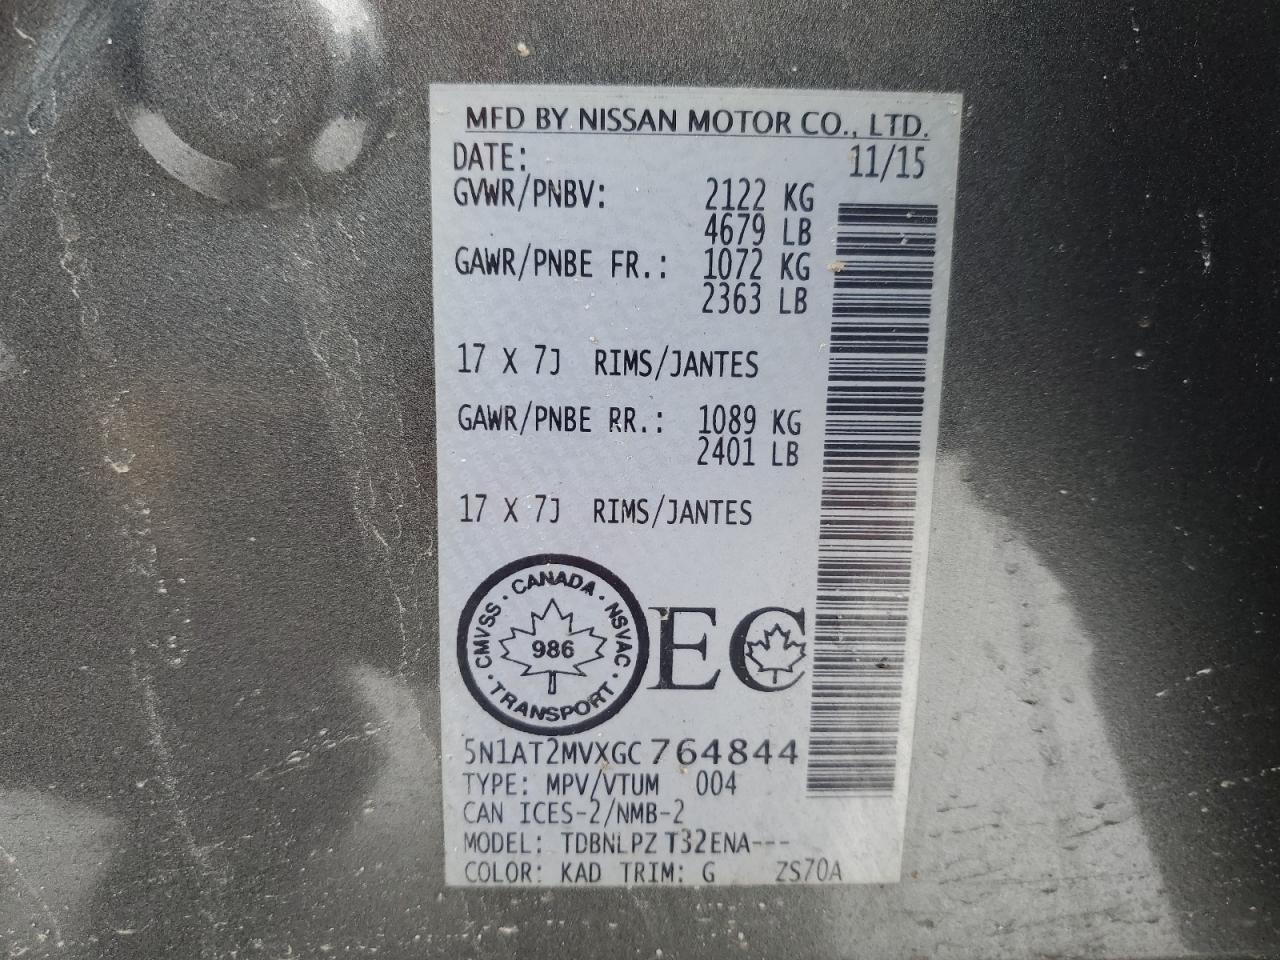 MFD BY NISSAN MOTOR CO., LTD.
DATE: 11/15
GVWR/PNBV: 2122 KG
4679 LB
GAWR/PNBE FR.: 1072 KG
2363 LB
17 X 7J RIMS/JANTES
GAWR/PNBE RR.: 1089 KG
2401 LB
17 X 7J RIMS/JANTES
CMVSS · CANADA · NSVAC · TRANSPORT ·
986
EC
5N1AT2MVXGC764844
TYPE: MPV/VTUM 004
CAN ICES-2/NMB-2
MODEL: TDBNLPZ T32ENA---
COLOR: KAD TRIM: G ZS70A